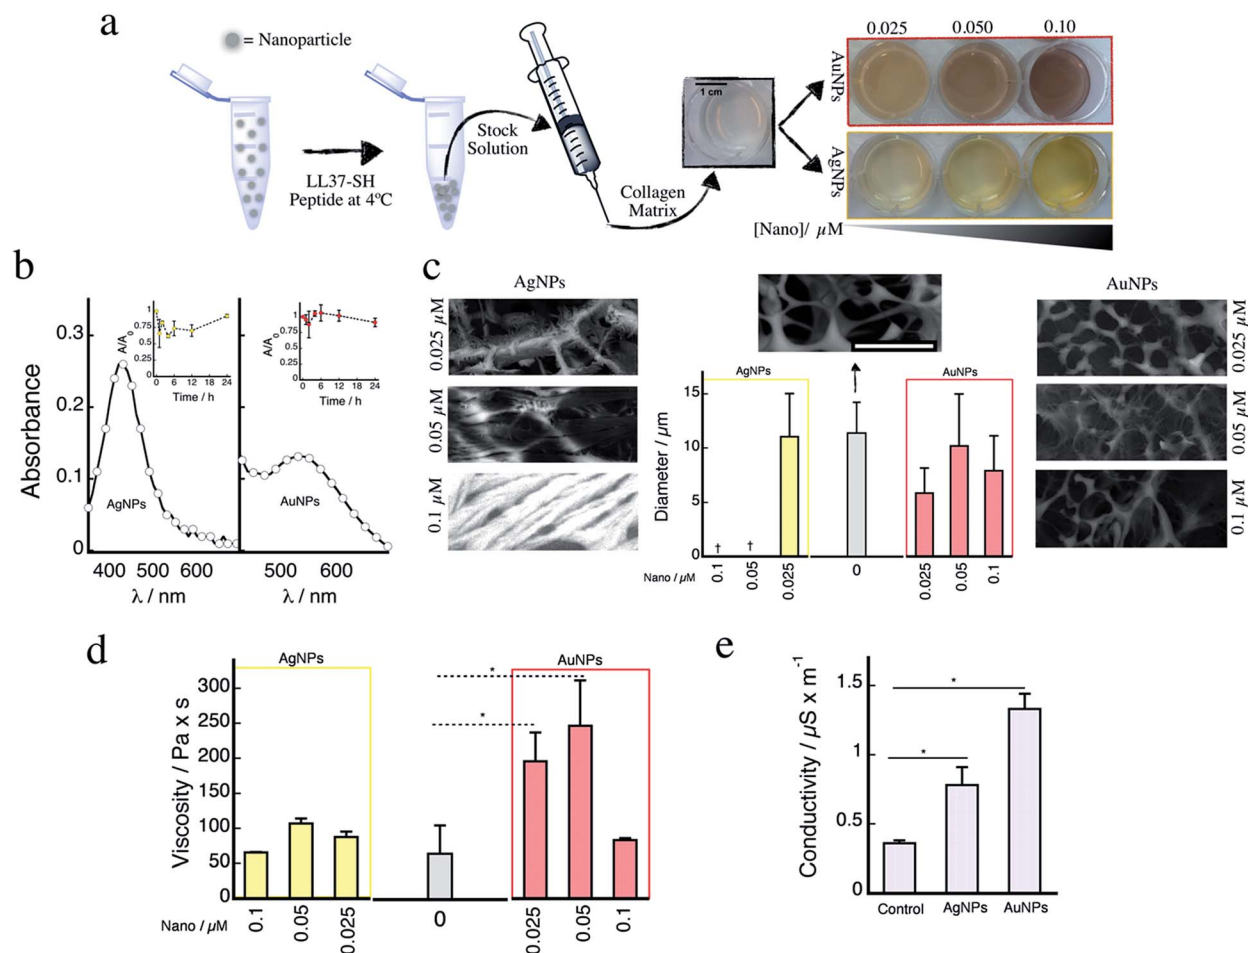 a
= Nanoparticle
LL37-SH
Peptide at 4ºC
Stock
Solution
Collagen
Matrix
1 cm
0.025 0.050 0.10
AuNPs
AgNPs
[Nano]/ µM
b
Absorbance
0.3
0.2
0.1
0
AgNPs
400 500 600
λ / nm
A/A₀
1
0.75
0.5
0.25
0
0 6 12 24
Time / h
AuNPs
500 600
λ / nm
A/A₀
1
0.75
0.5
0.25
0
0 6 12 24
Time / h
c
AgNPs
0.025 µM
0.05 µM
0.1 µM
Diameter / µm
15
10
5
0
AgNPs
AuNPs
† †
Nano / µM
0.1 0.05 0.025 0 0.025 0.05 0.1
AuNPs
0.025 µM
0.05 µM
0.1 µM
d
Viscosity / Pa x s
300
250
200
150
100
50
0
AgNPs
AuNPs
*
*
Nano / µM
0.1 0.05 0.025 0 0.025 0.05 0.1
e
Conductivity / µS x m⁻¹
1.5
1
0.5
0
*
*
Control AgNPs AuNPs